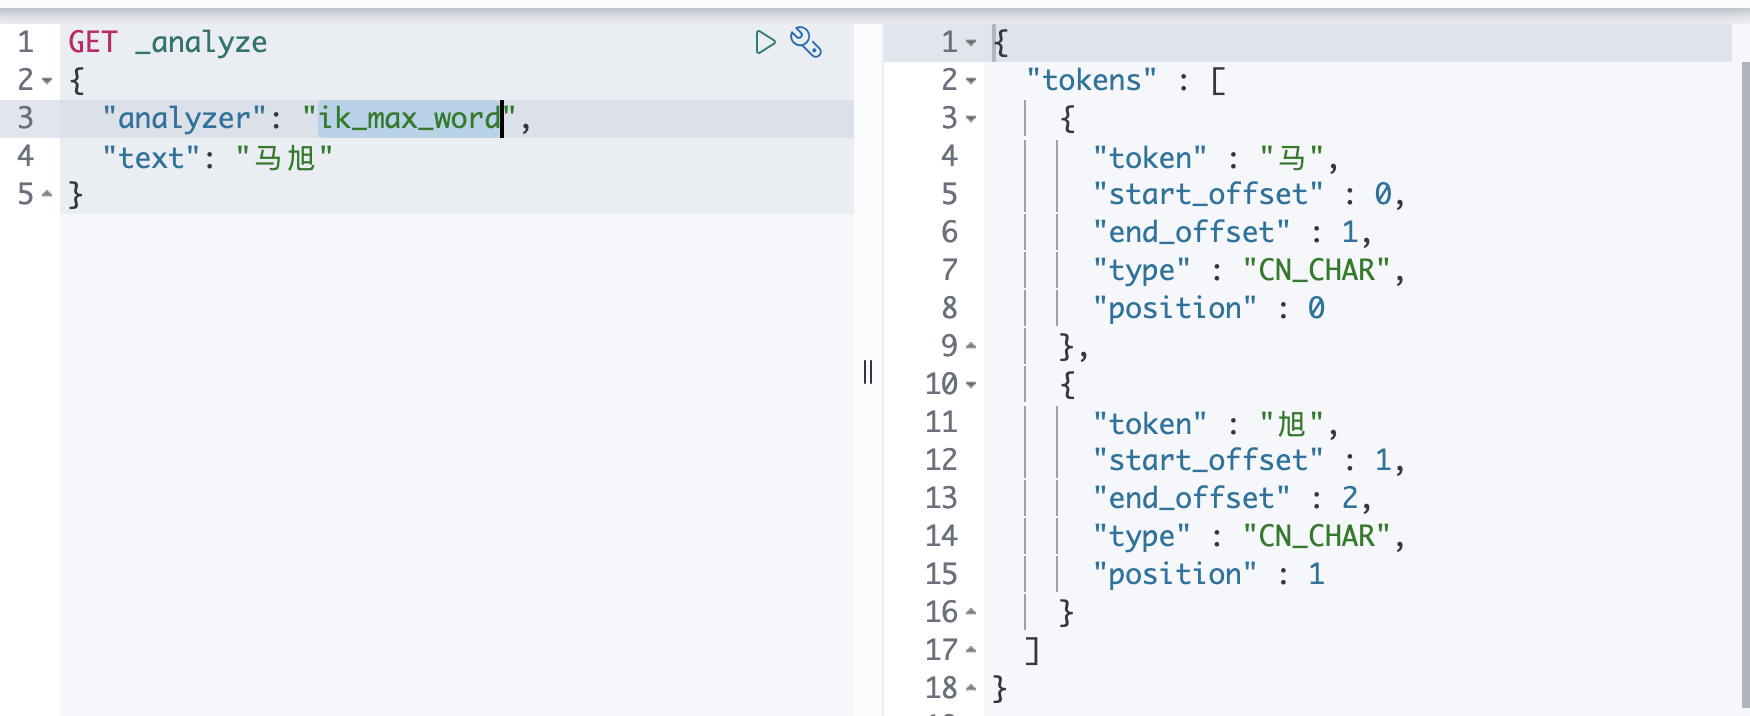 1 GET _analyze
2 {
3 "analyzer": "ik_max_word",
4 "text": "马旭"
5 }
1 {
2 "tokens" : [
3 {
4 "token" : "马",
5 "start_offset" : 0,
6 "end_offset" : 1,
7 "type" : "CN_CHAR",
8 "position" : 0
9 },
10 {
11 "token" : "旭",
12 "start_offset" : 1,
13 "end_offset" : 2,
14 "type" : "CN_CHAR",
15 "position" : 1
16 }
17 ]
18 }